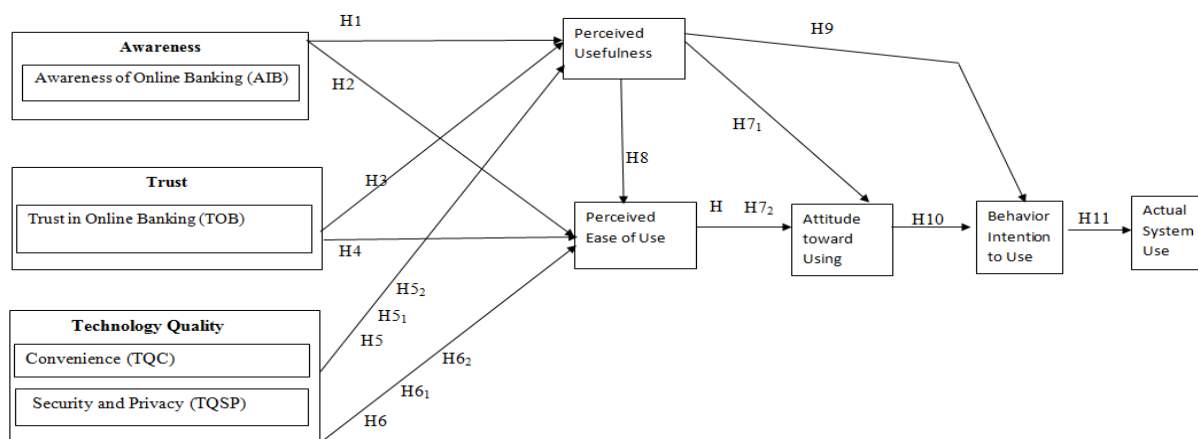 H1
H9
Awareness
Awareness of Online Banking (AIB)
Perceived
Usefulness
H2
H7₁
H8
Trust
Trust in Online Banking (TOB)
H3
H4
Perceived
Ease of Use
H H7₂
Attitude
toward
Using
H10
Behavior
Intention
to Use
H11
Actual
System
Use
H5₂
H5₁
H5
Technology Quality
Convenience (TQC)
Security and Privacy (TQSP)
H6₂
H6₁
H6